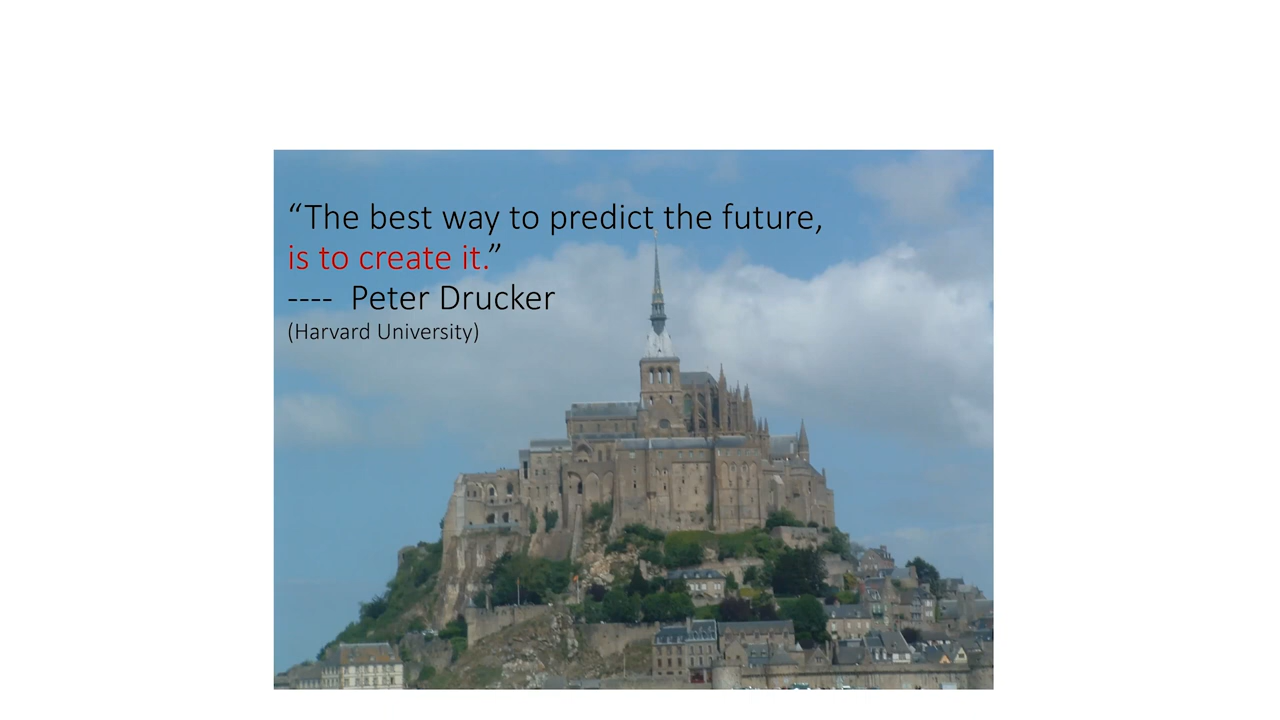 “The best way to predict the future,
is to create it.”
---- Peter Drucker
(Harvard University)